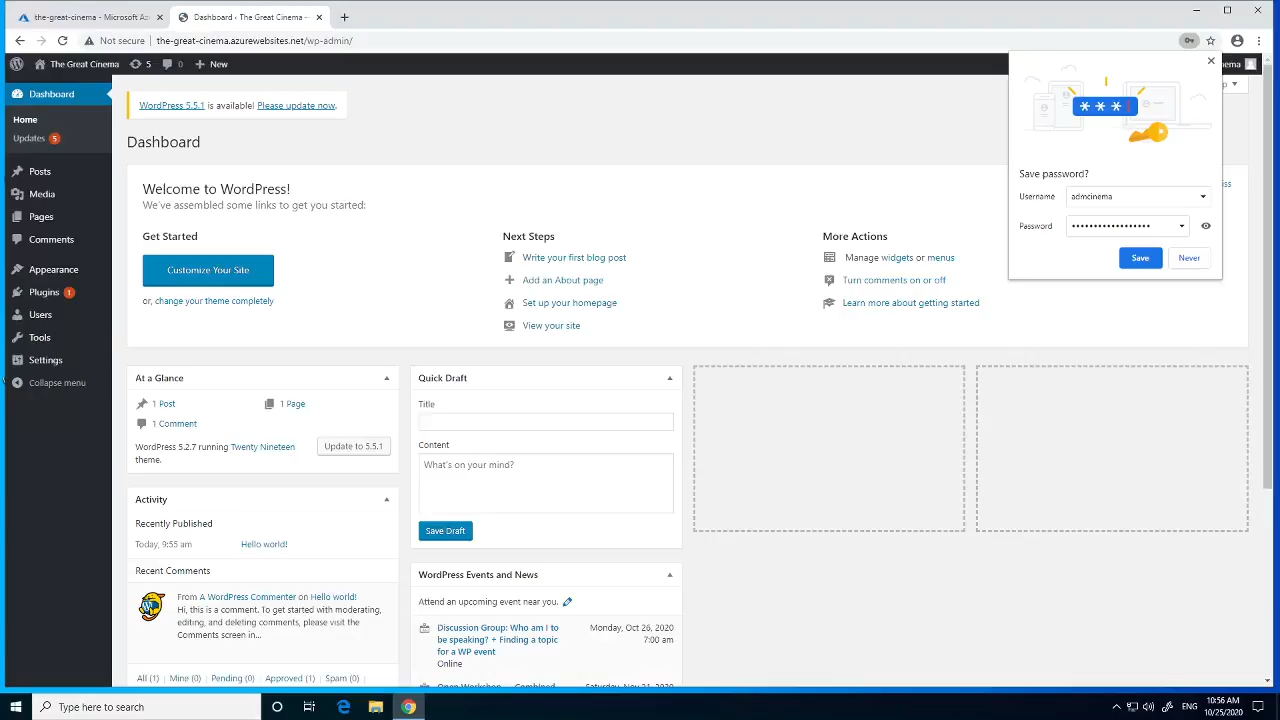 the-great-cinema - Microsoft Az
Dashboard ‹ The Great Cinema —
Not secure
the-great-cinema.azurewebsites.net/wp-admin/
The Great Cinema
5
0
New
Dashboard
Home
Updates 5
Posts
Media
Pages
Comments
Appearance
Plugins 1
Users
Tools
Settings
Collapse menu
WordPress 5.5.1 is available! Please update now.
Dashboard
Welcome to WordPress!
We've assembled some links to get you started:
Get Started
Customize Your Site
or, change your theme completely
Next Steps
Write your first blog post
Add an About page
Set up your homepage
View your site
More Actions
Manage widgets or menus
Turn comments on or off
Learn more about getting started
Save password?
Username
admcinema
Password
••••••••••••••••••
Save
Never
At a Glance
1 Post
1 Page
1 Comment
WordPress 5.2.7 running Twenty Nineteen
theme.
Update to 5.5.1
Activity
Recently Published
Today, 9:55 am
Hello world!
Recent Comments
From A WordPress Commenter on Hello world!
Hi, this is a comment. To get started with moderating,
editing, and deleting comments, please visit the
Comments screen in...
All (1) | Mine (0) | Pending (0) | Approved (1) | Spam (0) |
Quick Draft
Title
Content
What's on your mind?
Save Draft
WordPress Events and News
Attend an upcoming event near you.
Discussion Group: Who am I to
be speaking? + Finding a topic
for a WP event
Online
Monday, Oct 26, 2020
7:00 am
Open Workshop
Combined
Saturday, Nov 21, 2020
Type here to search
ENG
10:56 AM
10/25/2020